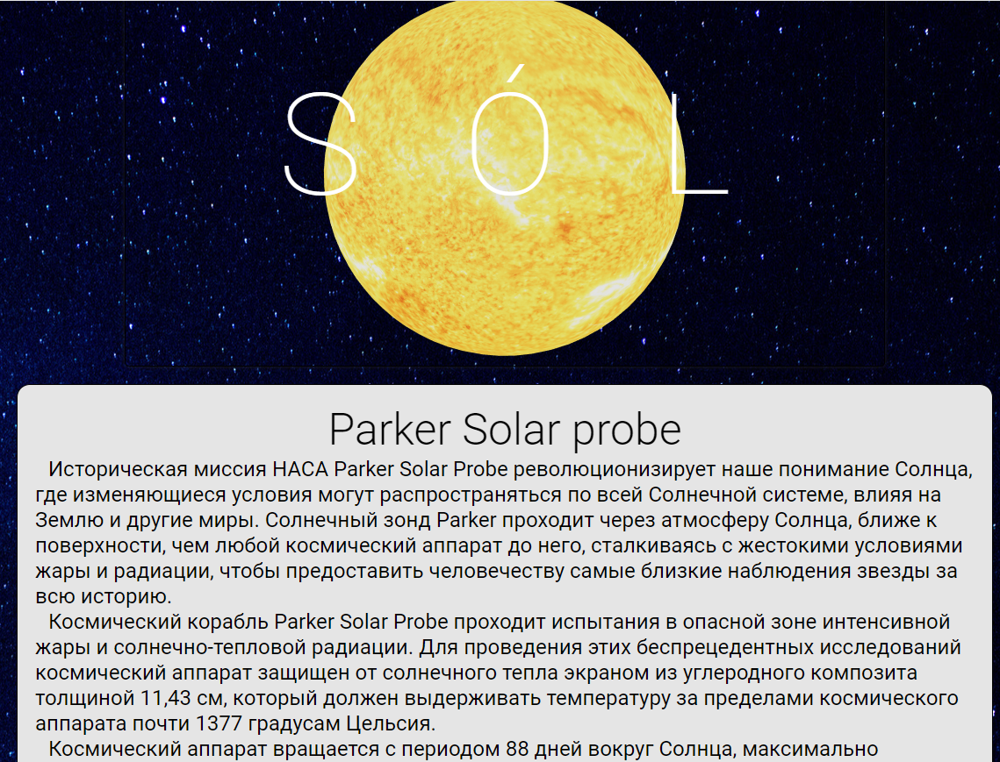 SÓL
Parker Solar probe
Историческая миссия НАСА Parker Solar Probe революционизирует наше понимание Солнца,
где изменяющиеся условия могут распространяться по всей Солнечной системе, влияя на
Землю и другие миры. Солнечный зонд Parker проходит через атмосферу Солнца, ближе к
поверхности, чем любой космический аппарат до него, сталкиваясь с жестокими условиями
жары и радиации, чтобы предоставить человечеству самые близкие наблюдения звезды за
всю историю.
Космический корабль Parker Solar Probe проходит испытания в опасной зоне интенсивной
жары и солнечно-тепловой радиации. Для проведения этих беспрецедентных исследований
космический аппарат защищен от солнечного тепла экраном из углеродного композита
толщиной 11,43 см, который должен выдерживать температуру за пределами космического
аппарата почти 1377 градусам Цельсия.
Космический аппарат вращается с периодом 88 дней вокруг Солнца, максимально